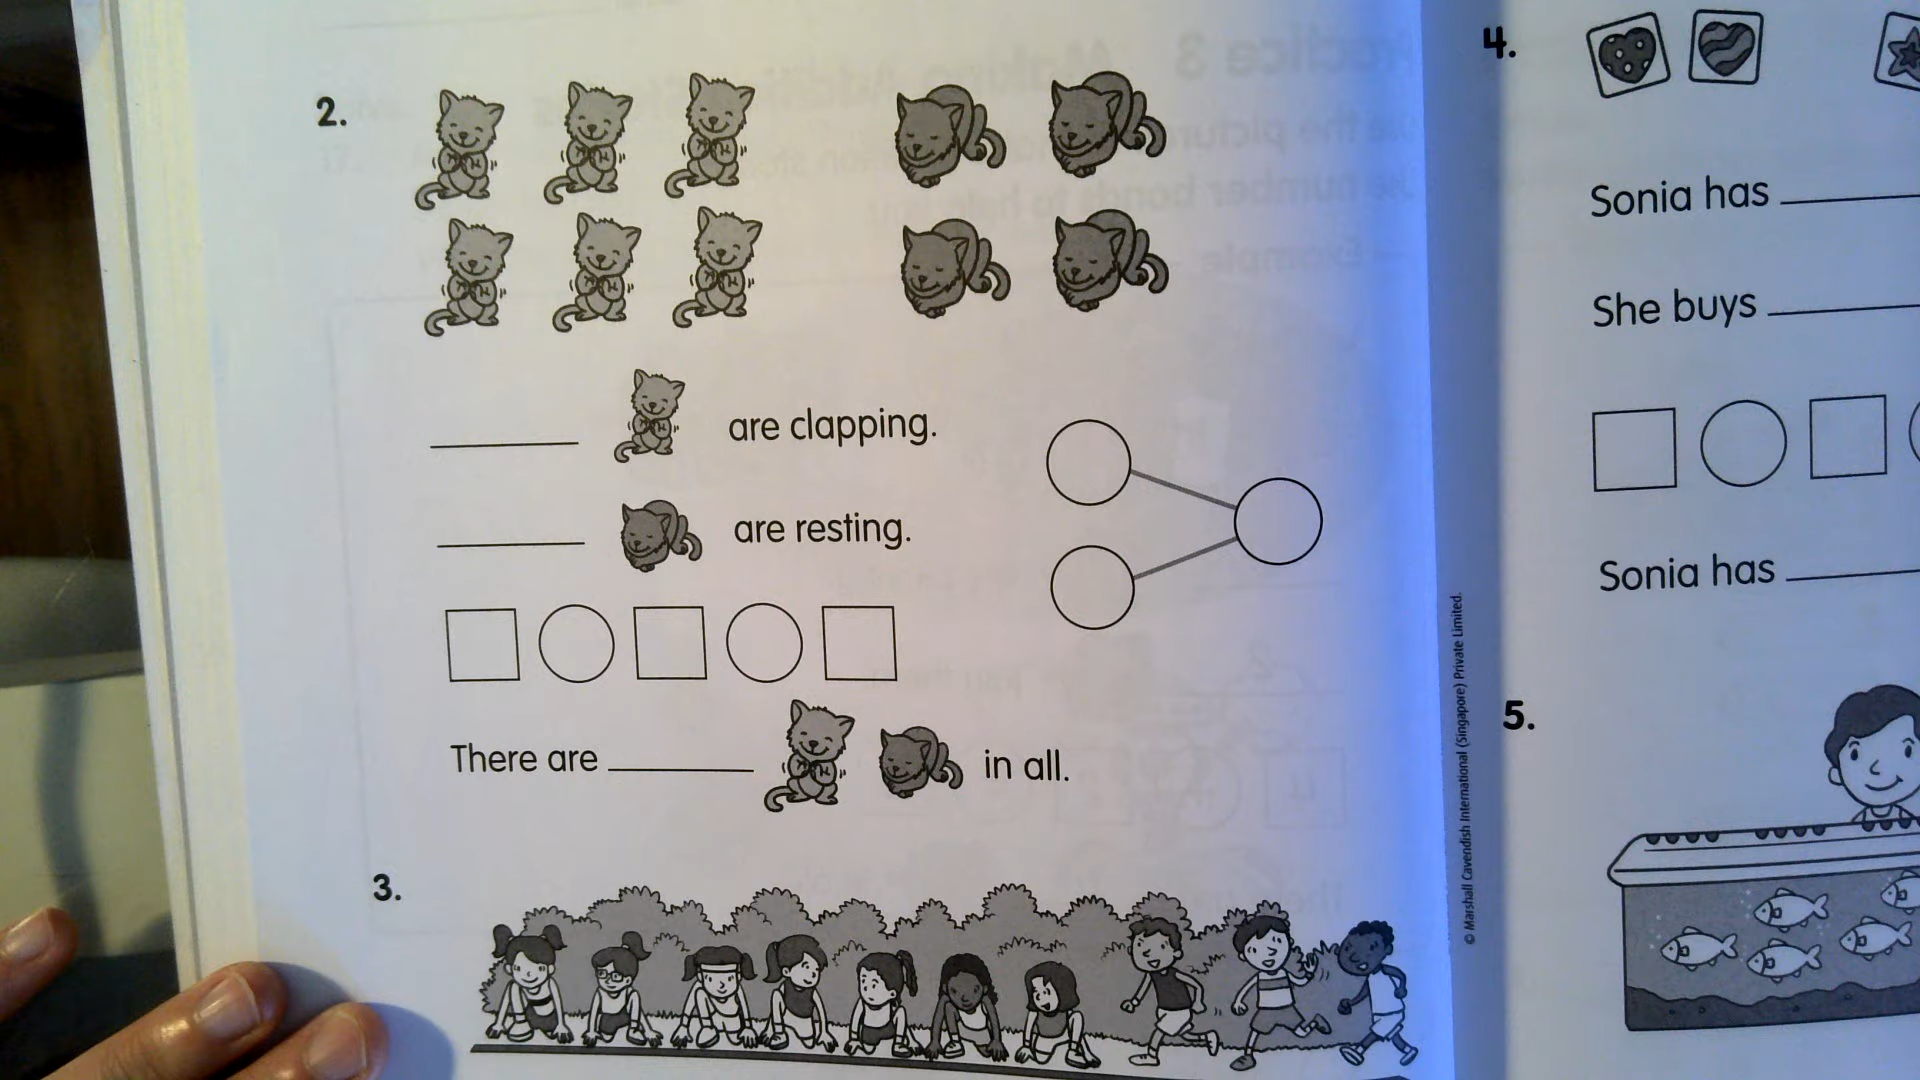 2.
are clapping.
are resting.
There are in all.
3.
© Marshall Cavendish International (Singapore) Private Limited.
4.
Sonia has
She buys
Sonia has
5.